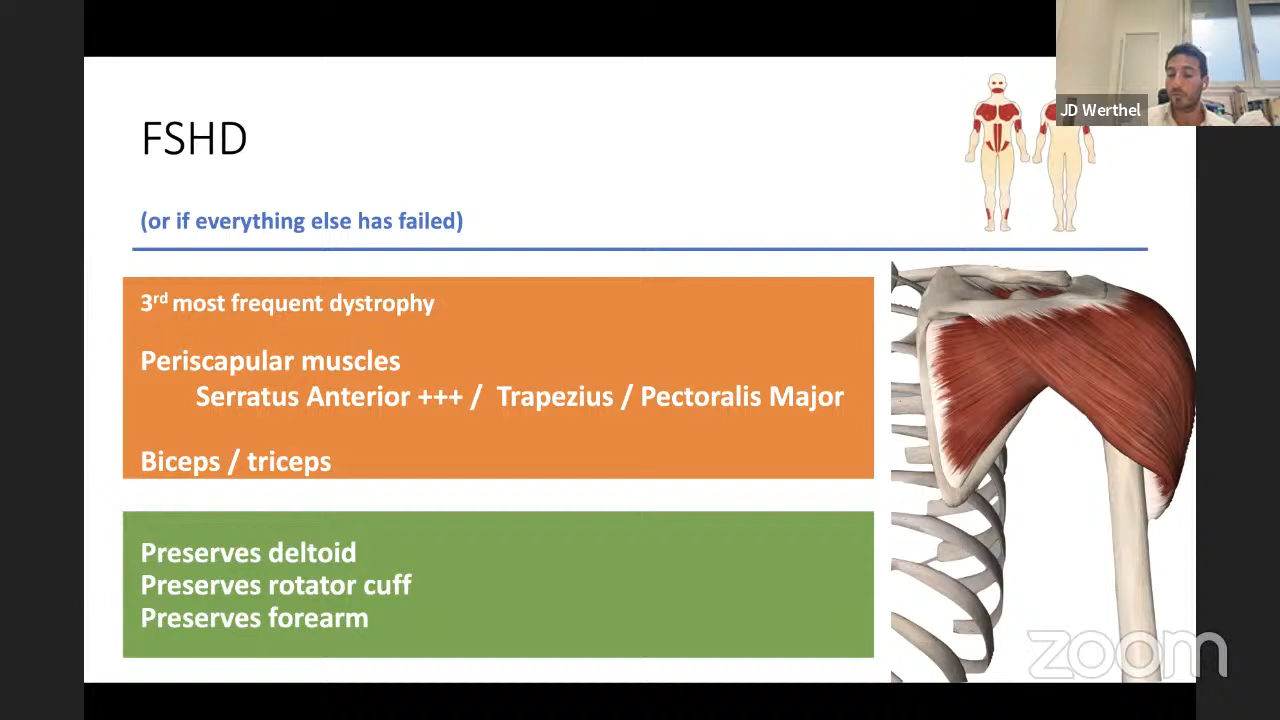 JD Werthel
FSHD
(or if everything else has failed)
3rd most frequent dystrophy
Periscapular muscles
Serratus Anterior +++ / Trapezius / Pectoralis Major
Biceps / triceps
Preserves deltoid
Preserves rotator cuff
Preserves forearm
zoom